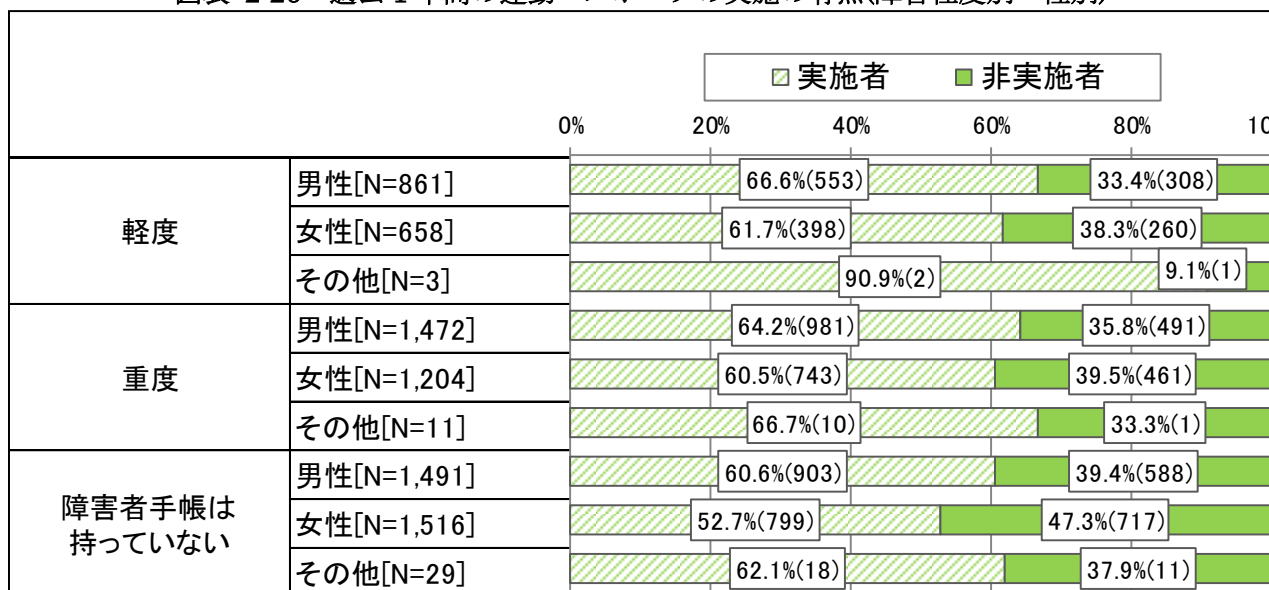 実施者 非実施者
0% 20% 40% 60% 80% 10
軽度
男性[N=861] 66.6%(553) 33.4%(308)
女性[N=658] 61.7%(398) 38.3%(260)
その他[N=3] 90.9%(2) 9.1%(1)
重度
男性[N=1,472] 64.2%(981) 35.8%(491)
女性[N=1,204] 60.5%(743) 39.5%(461)
その他[N=11] 66.7%(10) 33.3%(1)
障害者手帳は
持っていない
男性[N=1,491] 60.6%(903) 39.4%(588)
女性[N=1,516] 52.7%(799) 47.3%(717)
その他[N=29] 62.1%(18) 37.9%(11)